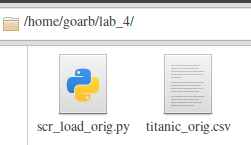 /home/goarb/lab_4/
scr_load_orig.py titanic_orig.csv